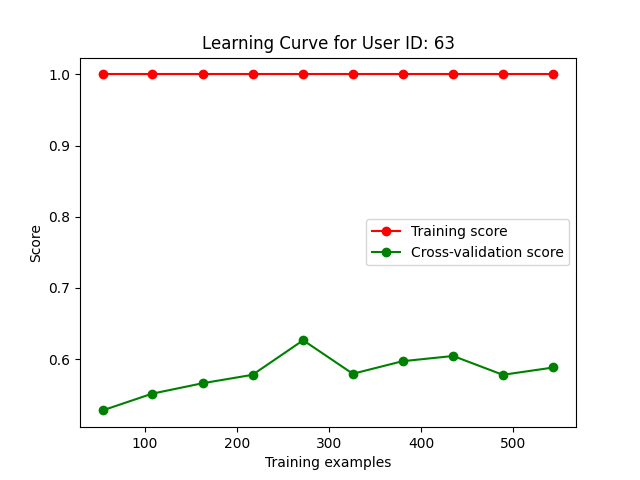 Learning Curve for User ID: 63
1.0
0.9
0.8
0.7
0.6
Score
Training score
Cross-validation score
100
200
300
400
500
Training examples